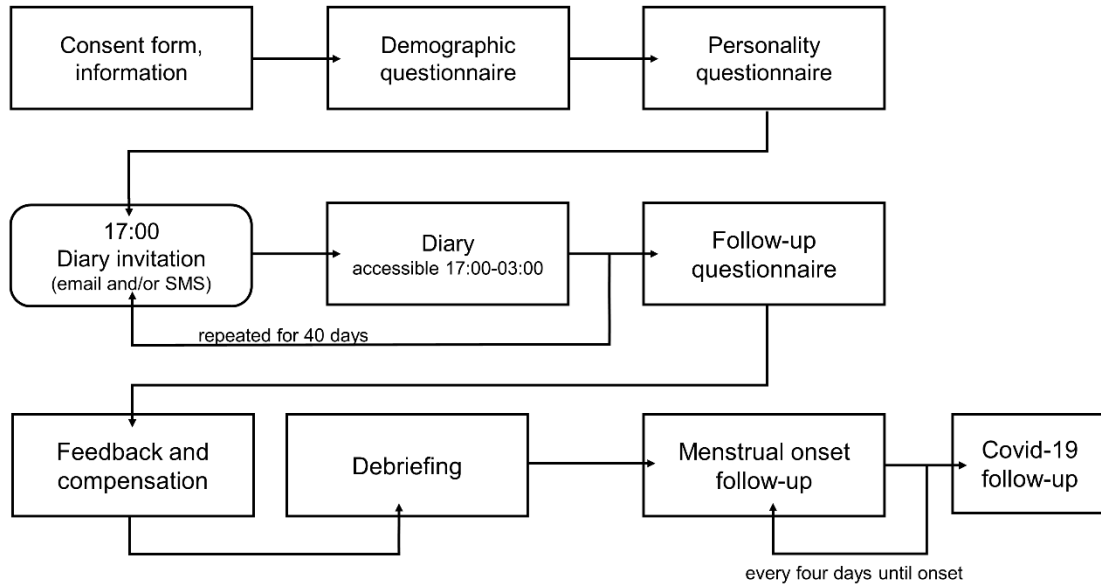 Consent form,
information
Demographic
questionnaire
Personality
questionnaire
17:00
Diary invitation
(email and/or SMS)
Diary
accessible 17:00-03:00
Follow-up
questionnaire
repeated for 40 days
Feedback and
compensation
Debriefing
Menstrual onset
follow-up
Covid-19
follow-up
every four days until onset